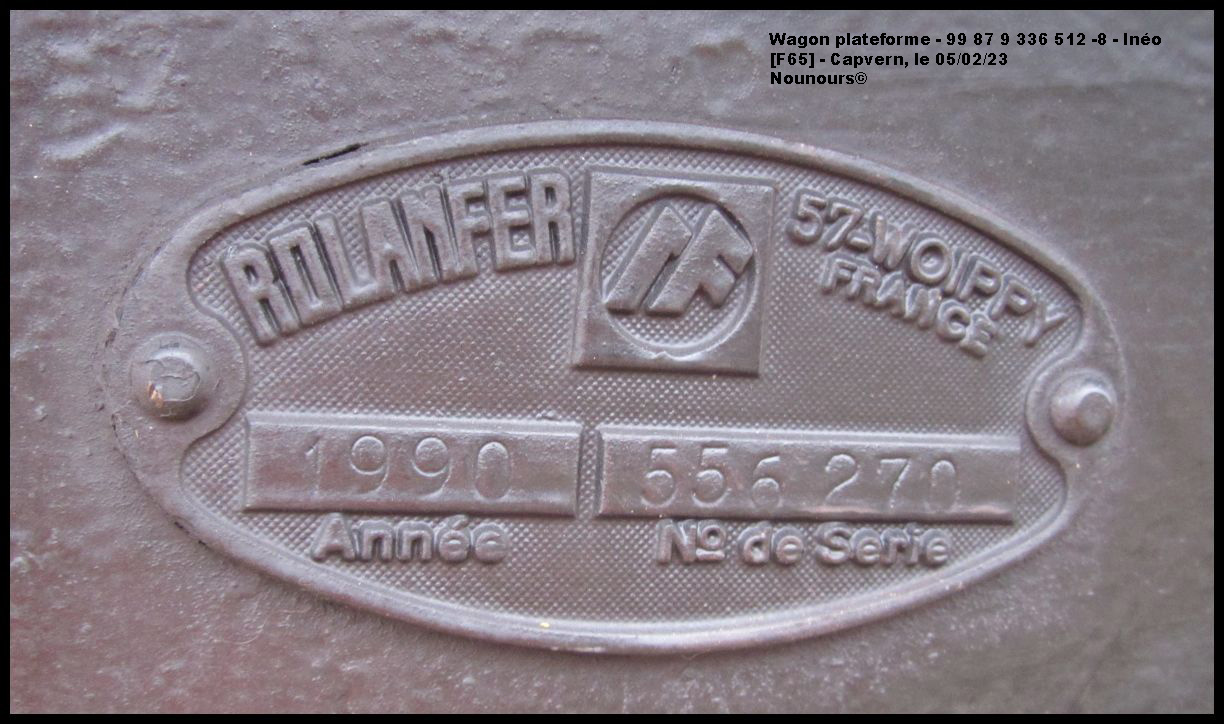 Wagon plateforme - 99 87 9 336 512 -8 - Inéo
[F65] - Capvern, le 05/02/23
Nounours©
ROLANFER
RF
57-WOIPPY
FRANCE
1990
556 270
Année
Nº de Serie